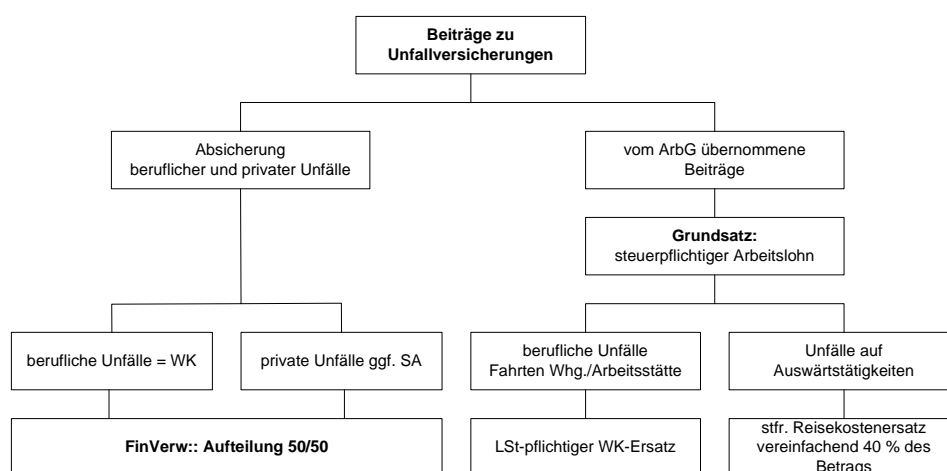 Beiträge zu
Unfallversicherungen
Absicherung
beruflicher und privater Unfälle
vom ArbG übernommene
Beiträge
Grundsatz:
steuerpflichtiger Arbeitslohn
berufliche Unfälle = WK
private Unfälle ggf. SA
berufliche Unfälle
Fahrten Whg./Arbeitsstätte
Unfälle auf
Auswärtstätigkeiten
FinVerw:: Aufteilung 50/50
LSt-pflichtiger WK-Ersatz
stfr. Reisekostenersatz
vereinfachend 40 % des
Betrags